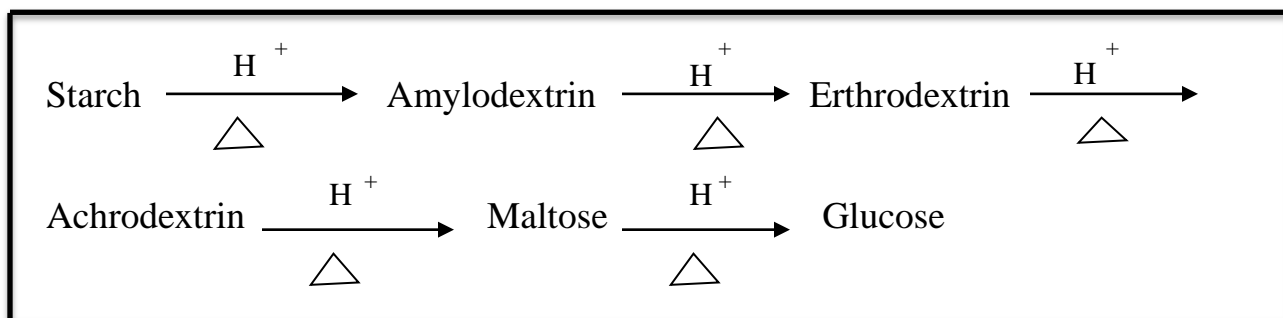 Starch H+ Amylodextrin H+ Erthrodextrin H+
Achrodextrin H+ Maltose H+ Glucose